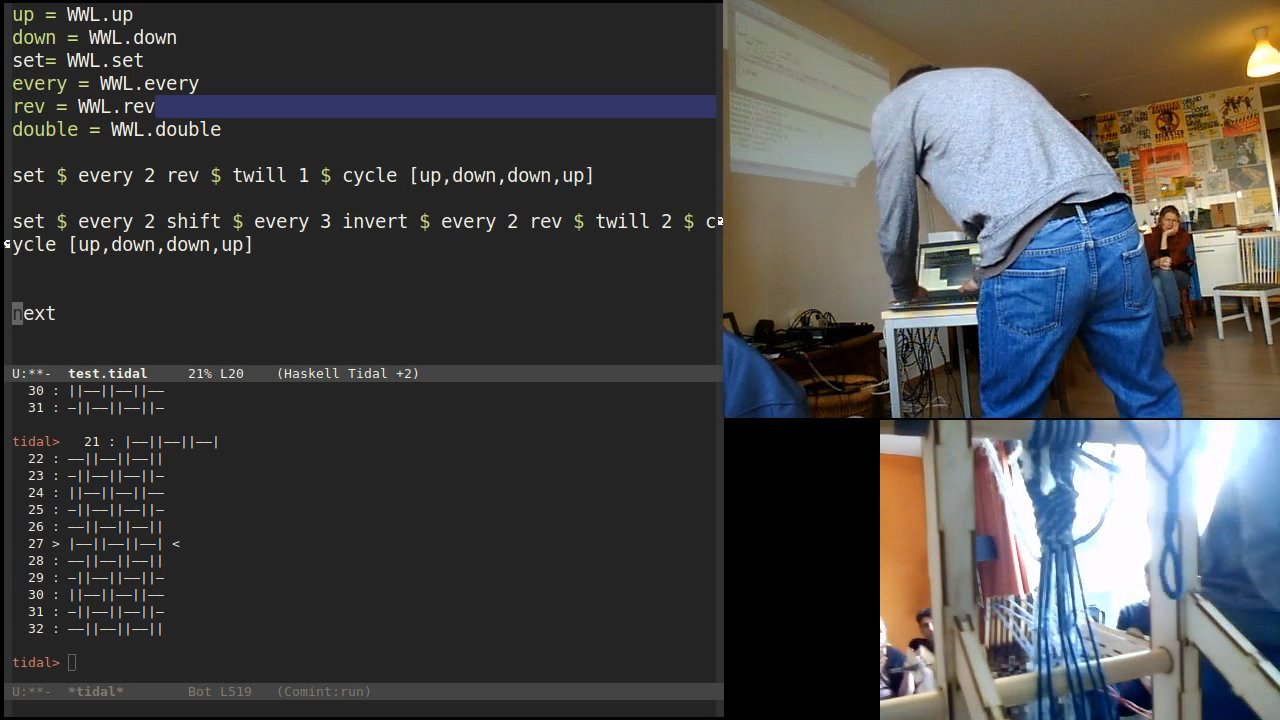 up = WWL.up
down = WWL.down
set= WWL.set
every = WWL.every
rev = WWL.rev
double = WWL.double
set $ every 2 rev $ twill 1 $ cycle [up,down,down,up]
set $ every 2 shift $ every 3 invert $ every 2 rev $ twill 2 $ c
ycle [up,down,down,up]
next
U:**-  test.tidal     21% L20    (Haskell Tidal +2)
30 : ||——||——||——
31 : —||——||——||—
tidal>   21 : |——||——||——|
22 : ——||——||——||
23 : —||——||——||—
24 : ||——||——||——
25 : —||——||——||—
26 : ——||——||——||
27 > |——||——||——| <
28 : ——||——||——||
29 : —||——||——||—
30 : ||——||——||——
31 : —||——||——||—
32 : ——||——||——||
tidal>
U:**-  *tidal*        Bot L519   (Comint:run)